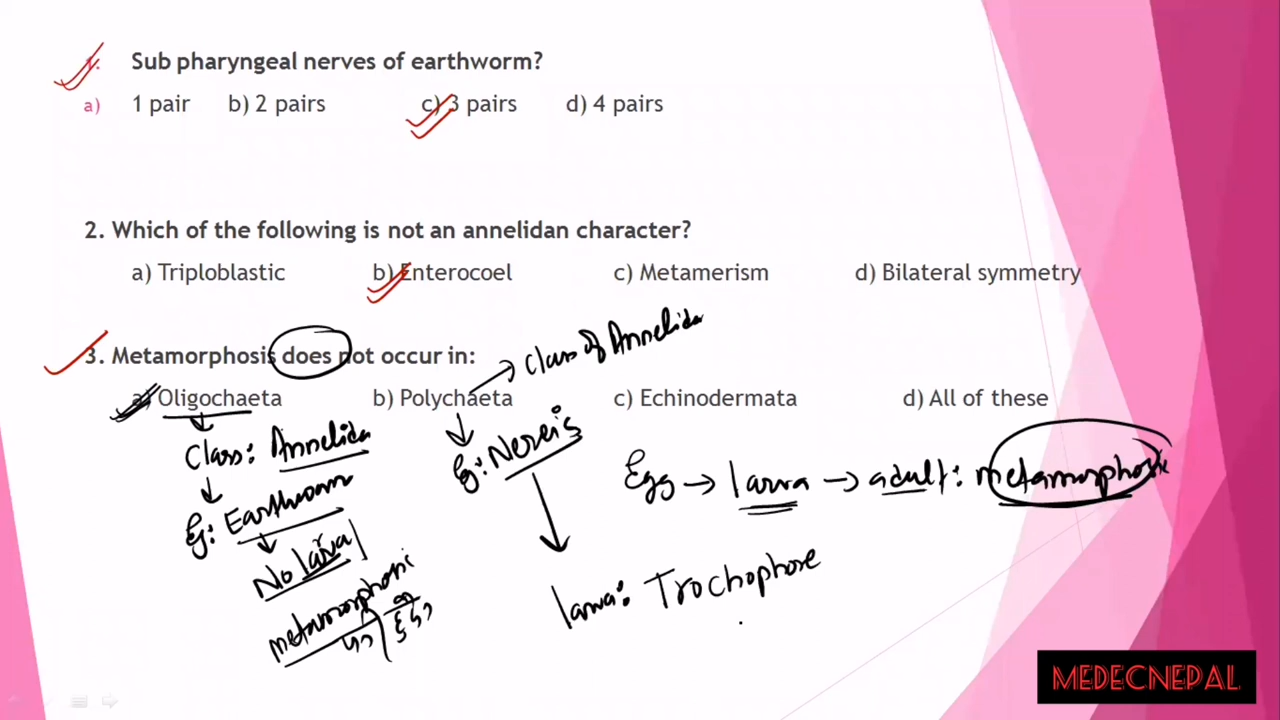 1. Sub pharyngeal nerves of earthworm?
a) 1 pair b) 2 pairs c) 3 pairs d) 4 pairs
2. Which of the following is not an annelidan character?
a) Triploblastic b) Enterocoel c) Metamerism d) Bilateral symmetry
3. Metamorphosis does not occur in:
a) Oligochaeta b) Polychaeta c) Echinodermata d) All of these
Class of Annelida
Class: Annelida
Eg: Nereis
Egg → larva → adult: metamorphosis
Eg: Earthworm
No larva
metamorphosis
larva: Trochophore
MEDECNEPAL